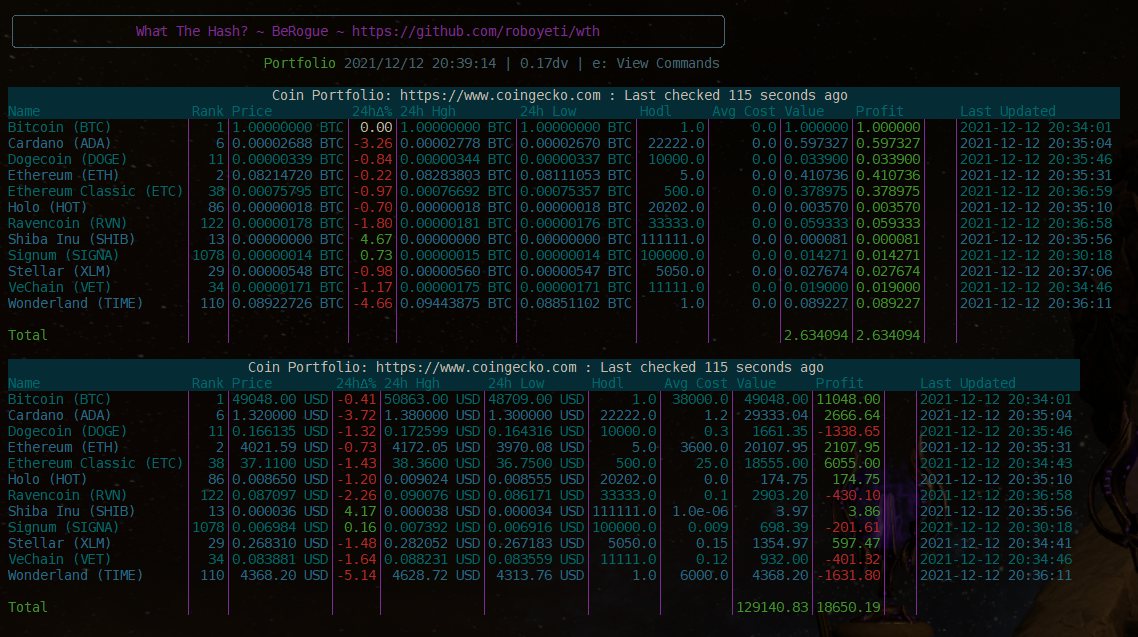 What The Hash? ~ BeRogue ~ https://github.com/roboyeti/wth
Portfolio 2021/12/12 20:39:14 | 0.17dv | e: View Commands
Coin Portfolio: https://www.coingecko.com : Last checked 115 seconds ago
Name Rank Price 24hΔ% 24h Hgh 24h Low Hodl Avg Cost Value Profit Last Updated
Bitcoin (BTC) 1 1.00000000 BTC 0.00 1.00000000 BTC 1.00000000 BTC 1.0 0.0 1.000000 1.000000 2021-12-12 20:34:01
Cardano (ADA) 6 0.00002688 BTC -3.26 0.00002778 BTC 0.00002670 BTC 22222.0 0.0 0.597327 0.597327 2021-12-12 20:35:04
Dogecoin (DOGE) 11 0.00000339 BTC -0.84 0.00000344 BTC 0.00000337 BTC 10000.0 0.0 0.033900 0.033900 2021-12-12 20:35:46
Ethereum (ETH) 2 0.08214720 BTC -0.22 0.08283803 BTC 0.08111053 BTC 5.0 0.0 0.410736 0.410736 2021-12-12 20:35:31
Ethereum Classic (ETC) 38 0.00075795 BTC -0.97 0.00076692 BTC 0.00075357 BTC 500.0 0.0 0.378975 0.378975 2021-12-12 20:36:59
Holo (HOT) 86 0.00000018 BTC -0.70 0.00000018 BTC 0.00000018 BTC 20202.0 0.0 0.003570 0.003570 2021-12-12 20:35:10
Ravencoin (RVN) 122 0.00000178 BTC -1.80 0.00000181 BTC 0.00000176 BTC 33333.0 0.0 0.059333 0.059333 2021-12-12 20:36:58
Shiba Inu (SHIB) 13 0.00000000 BTC 4.67 0.00000000 BTC 0.00000000 BTC 111111.0 0.0 0.000081 0.000081 2021-12-12 20:35:56
Signum (SIGNA) 1078 0.00000014 BTC 0.73 0.00000015 BTC 0.00000014 BTC 100000.0 0.0 0.014271 0.014271 2021-12-12 20:30:18
Stellar (XLM) 29 0.00000548 BTC -0.98 0.00000560 BTC 0.00000547 BTC 5050.0 0.0 0.027674 0.027674 2021-12-12 20:37:06
VeChain (VET) 34 0.00000171 BTC -1.17 0.00000175 BTC 0.00000171 BTC 11111.0 0.0 0.019000 0.019000 2021-12-12 20:34:46
Wonderland (TIME) 110 0.08922726 BTC -4.66 0.09443875 BTC 0.08851102 BTC 1.0 0.0 0.089227 0.089227 2021-12-12 20:36:11
Total 2.634094 2.634094
Coin Portfolio: https://www.coingecko.com : Last checked 115 seconds ago
Name Rank Price 24hΔ% 24h Hgh 24h Low Hodl Avg Cost Value Profit Last Updated
Bitcoin (BTC) 1 49048.00 USD -0.41 50863.00 USD 48709.00 USD 1.0 38000.0 49048.00 11048.00 2021-12-12 20:34:01
Cardano (ADA) 6 1.320000 USD -3.72 1.380000 USD 1.300000 USD 22222.0 1.2 29333.04 2666.64 2021-12-12 20:35:04
Dogecoin (DOGE) 11 0.166135 USD -1.32 0.172599 USD 0.164316 USD 10000.0 0.3 1661.35 -1338.65 2021-12-12 20:35:46
Ethereum (ETH) 2 4021.59 USD -0.73 4172.05 USD 3970.08 USD 5.0 3600.0 20107.95 2107.95 2021-12-12 20:35:31
Ethereum Classic (ETC) 38 37.1100 USD -1.43 38.3600 USD 36.7500 USD 500.0 25.0 18555.00 6055.00 2021-12-12 20:34:43
Holo (HOT) 86 0.008650 USD -1.20 0.009024 USD 0.008555 USD 20202.0 0.0 174.75 174.75 2021-12-12 20:35:10
Ravencoin (RVN) 122 0.087097 USD -2.26 0.090076 USD 0.086171 USD 33333.0 0.1 2903.20 -430.10 2021-12-12 20:36:58
Shiba Inu (SHIB) 13 0.000036 USD 4.17 0.000038 USD 0.000034 USD 111111.0 1.0e-06 3.97 3.86 2021-12-12 20:35:56
Signum (SIGNA) 1078 0.006984 USD 0.16 0.007392 USD 0.006916 USD 100000.0 0.009 698.39 -201.61 2021-12-12 20:30:18
Stellar (XLM) 29 0.268310 USD -1.48 0.282052 USD 0.267183 USD 5050.0 0.15 1354.97 597.47 2021-12-12 20:34:41
VeChain (VET) 34 0.083881 USD -1.64 0.088231 USD 0.083559 USD 11111.0 0.12 932.00 -401.32 2021-12-12 20:34:46
Wonderland (TIME) 110 4368.20 USD -5.14 4628.72 USD 4313.76 USD 1.0 6000.0 4368.20 -1631.80 2021-12-12 20:36:11
Total 129140.83 18650.19